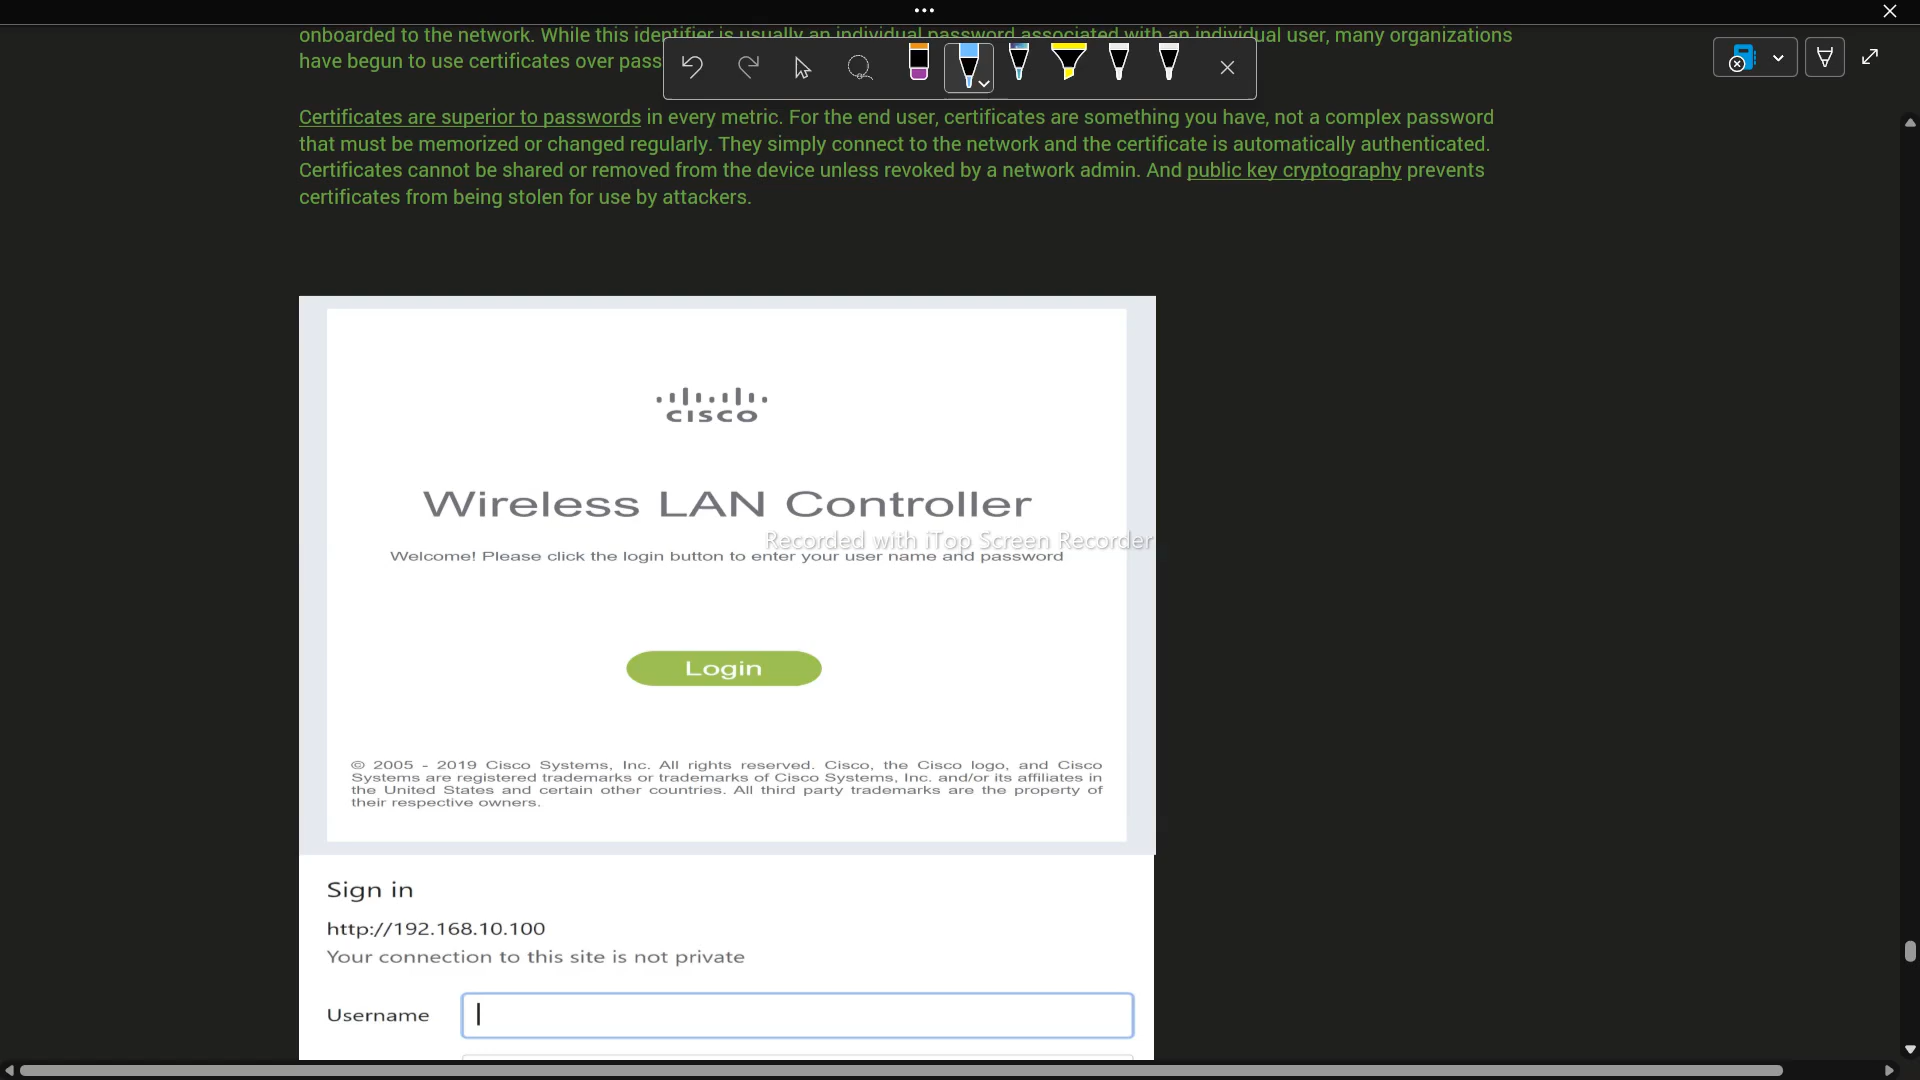 onboarded to the network. While this identifier is usually an individual password associated with an individual user, many organizations
have begun to use certificates over pass
Certificates are superior to passwords in every metric. For the end user, certificates are something you have, not a complex password
that must be memorized or changed regularly. They simply connect to the network and the certificate is automatically authenticated.
Certificates cannot be shared or removed from the device unless revoked by a network admin. And public key cryptography prevents
certificates from being stolen for use by attackers.
CISCO
Wireless LAN Controller
Recorded with iTop Screen Recorder
Welcome! Please click the login button to enter your user name and password
Login
© 2005 - 2019 Cisco Systems, Inc. All rights reserved. Cisco, the Cisco logo, and Cisco
Systems are registered trademarks or trademarks of Cisco Systems, Inc. and/or its affiliates in
the United States and certain other countries. All third party trademarks are the property of
their respective owners.
Sign in
http://192.168.10.100
Your connection to this site is not private
Username